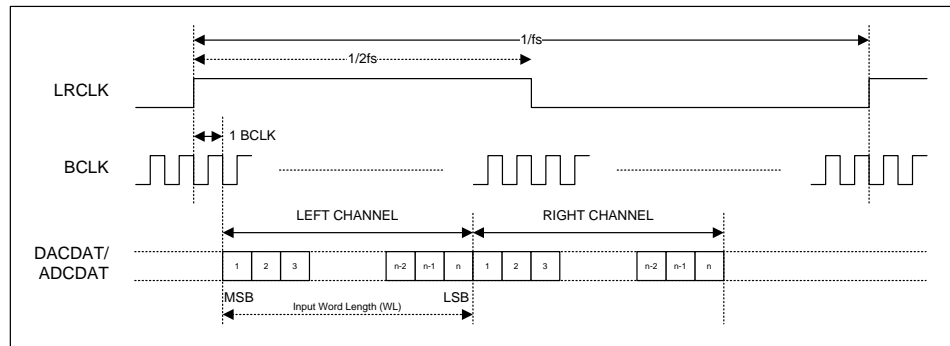 1/fs
1/2fs
LRCLK
1 BCLK
BCLK
LEFT CHANNEL RIGHT CHANNEL
DACDAT/
ADCDAT
1 2 3 n-2 n-1 n 1 2 3 n-2 n-1 n
MSB LSB
Input Word Length (WL)